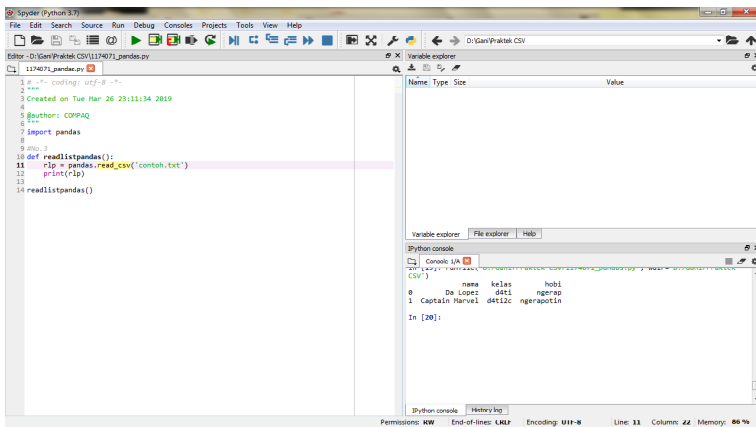 Spyder (Python 3.7)
File Edit Search Source Run Debug Consoles Projects Tools View Help
D:\Gani\Praktek CSV
Editor - D:\Gani\Praktek CSV\1174071_pandas.py
1174071_pandas.py
1 # -*- coding: utf-8 -*-
2 """
3 Created on Tue Mar 26 23:11:34 2019
4
5 @author: COMPAQ
6 """
7 import pandas
8
9 #No.3
10 def readlistpandas():
11     rlp = pandas.read_csv('contoh.txt')
12     print(rlp)
13
14 readlistpandas()
Variable explorer
Name Type Size Value
Variable explorer File explorer Help
IPython console
Console 1/A
CSV')
nama kelas hobi
0 Da Lopez d4ti ngerap
1 Captain Marvel d4ti2c ngerapotin
In [20]:
IPython console History log
Permissions: RW End-of-lines: CRLF Encoding: UTF-8 Line: 11 Column: 22 Memory: 86 %